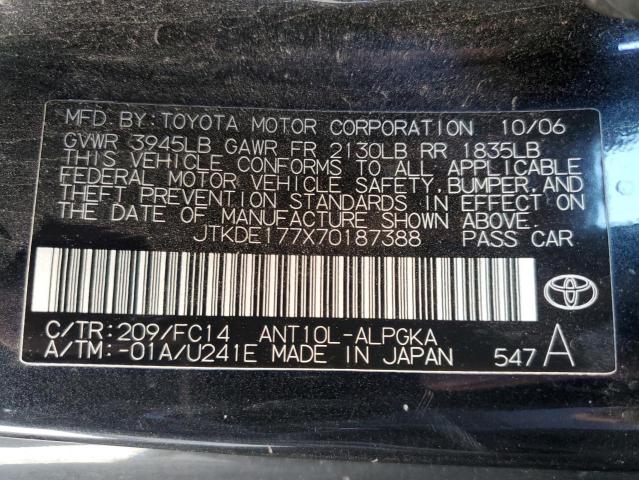 MFD. BY:TOYOTA MOTOR CORPORATION 10/06
GVWR 3945LB GAWR FR 2130LB RR 1835LB
THIS VEHICLE CONFORMS TO ALL APPLICABLE
FEDERAL MOTOR VEHICLE SAFETY,BUMPER,AND
THEFT PREVENTION STANDARDS IN EFFECT ON
THE DATE OF MANUFACTURE SHOWN ABOVE.
JTKDE177X70187388 PASS CAR
C/TR:209/FC14 ANT10L-ALPGKA
A/TM:-01A/U241E MADE IN JAPAN 547 A